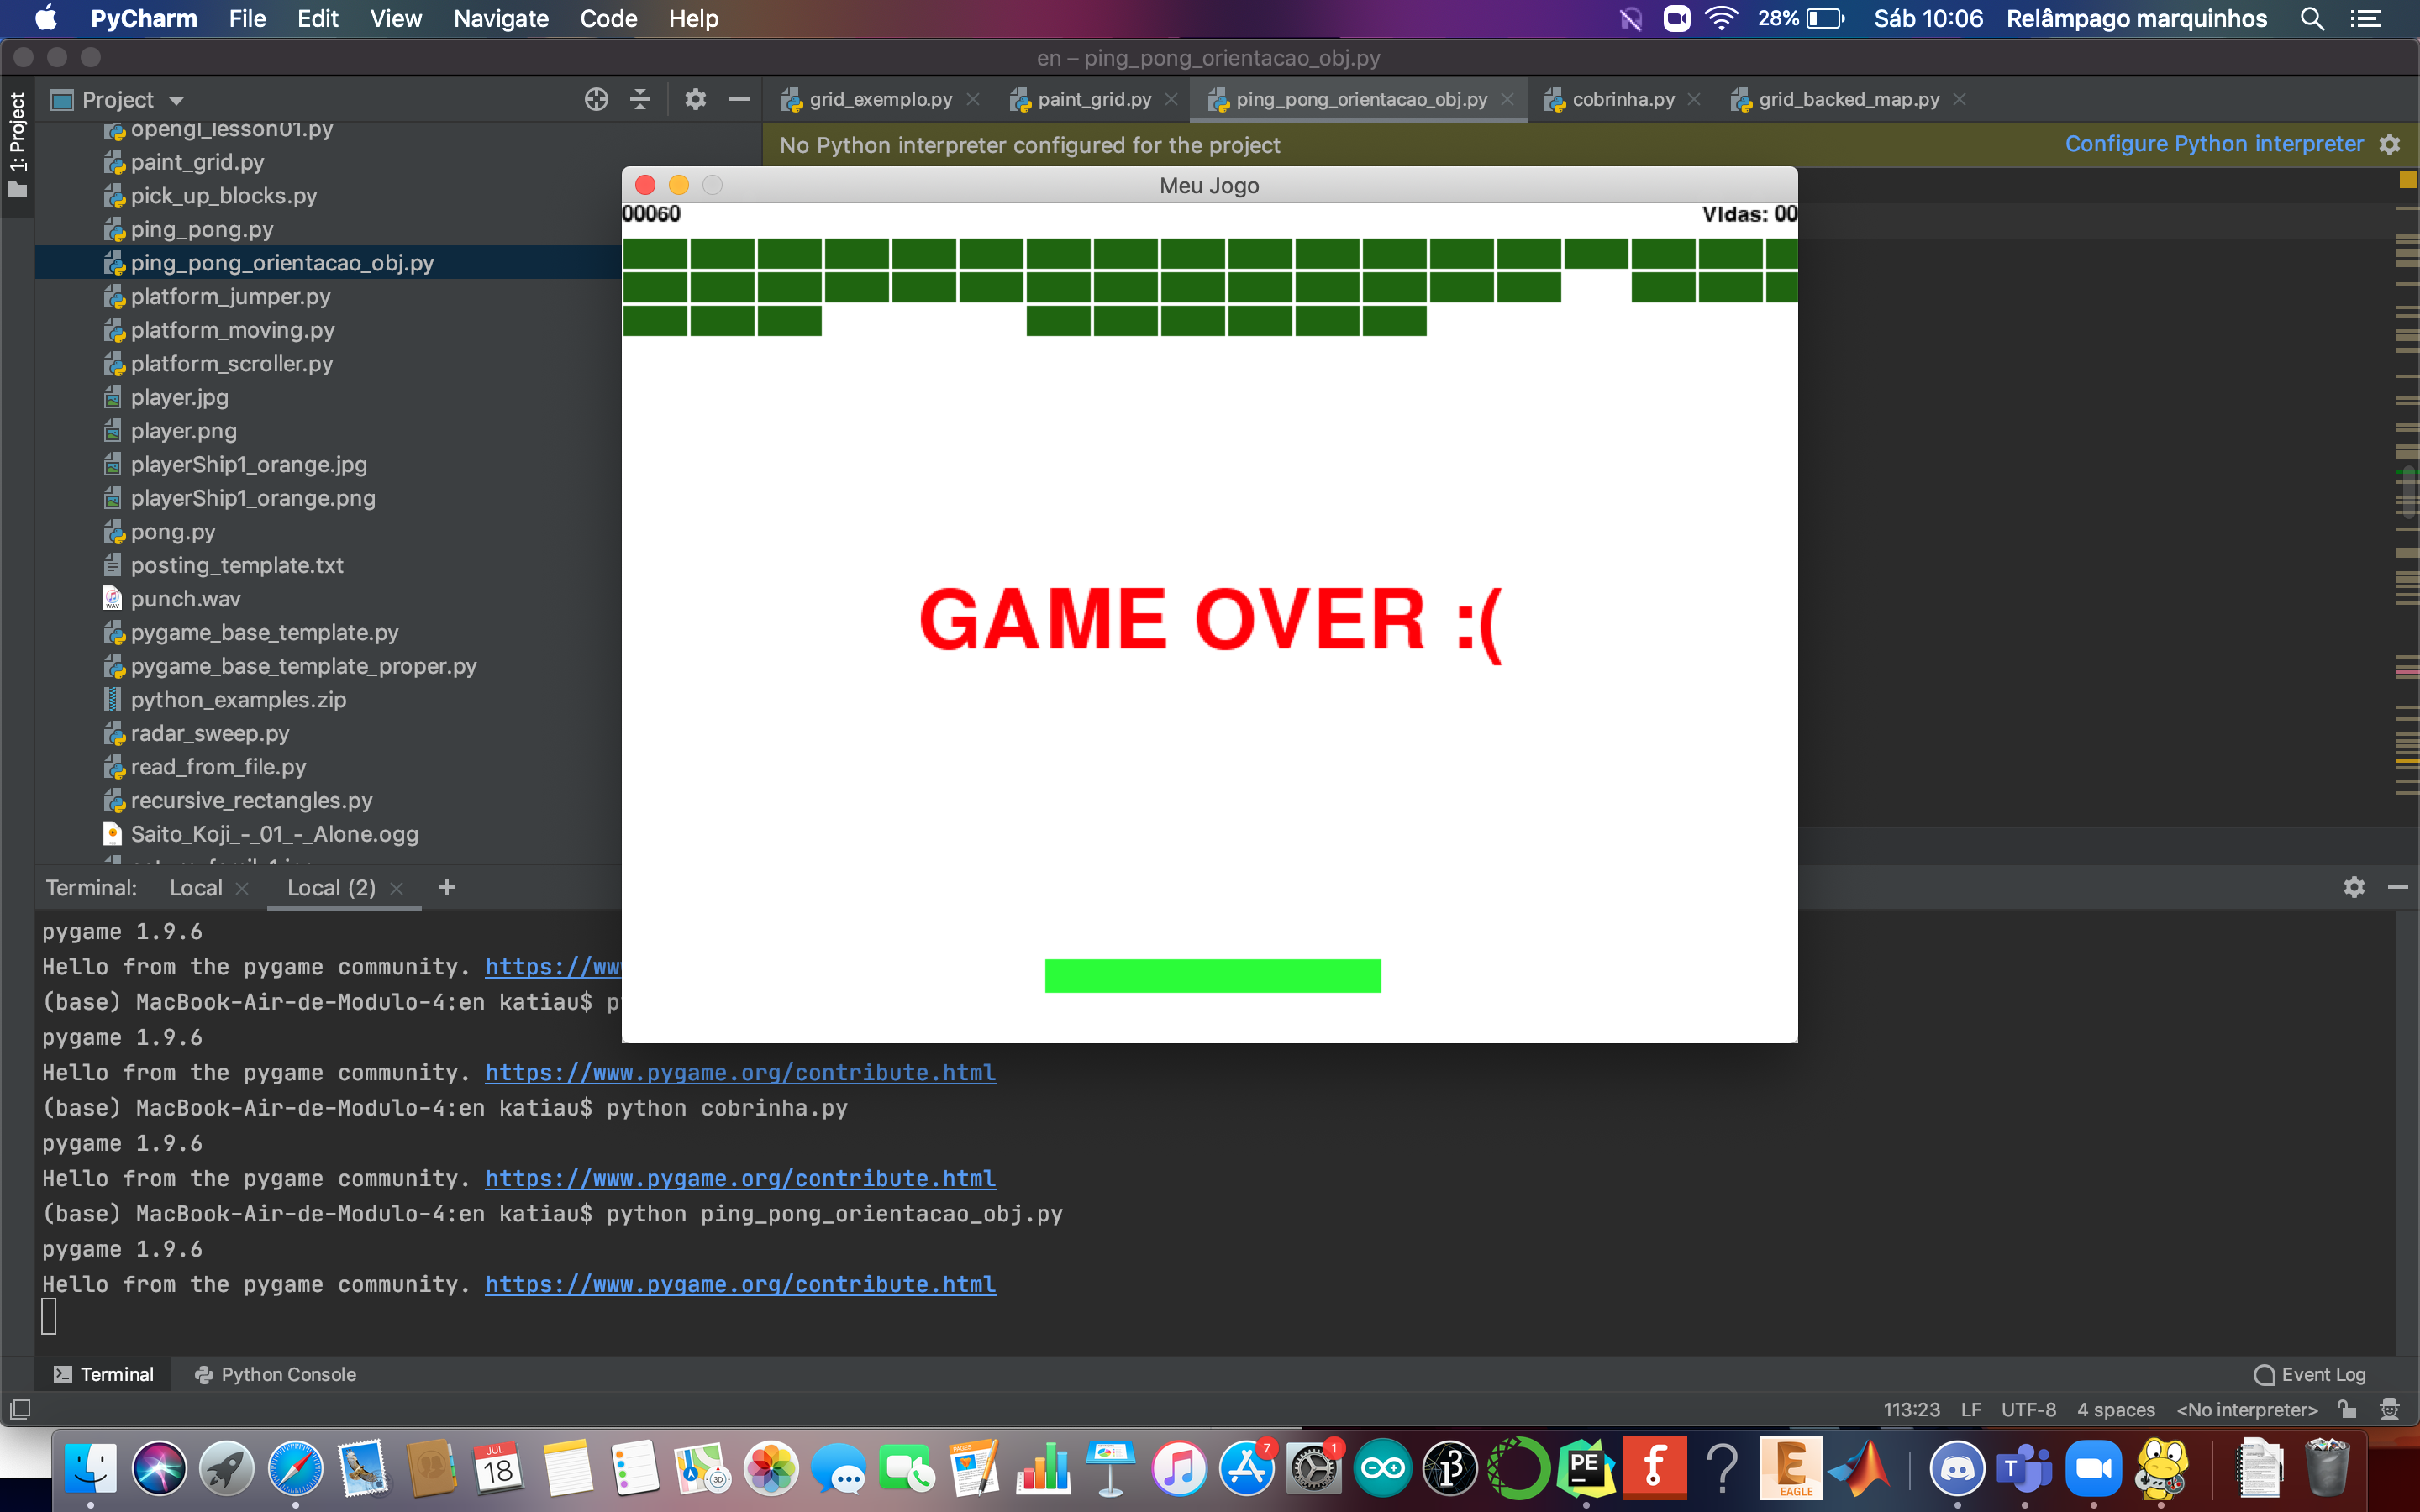 PyCharm File Edit View Navigate Code Help 28% Sáb 10:06 Relâmpago marquinhos
en – ping_pong_orientacao_obj.py
1: Project
Project
grid_exemplo.py paint_grid.py ping_pong_orientacao_obj.py cobrinha.py grid_backed_map.py
No Python interpreter configured for the project Configure Python interpreter
opengl_lesson01.py
paint_grid.py
pick_up_blocks.py
ping_pong.py
ping_pong_orientacao_obj.py
platform_jumper.py
platform_moving.py
platform_scroller.py
player.jpg
player.png
playerShip1_orange.jpg
playerShip1_orange.png
pong.py
posting_template.txt
punch.wav
pygame_base_template.py
pygame_base_template_proper.py
python_examples.zip
radar_sweep.py
read_from_file.py
recursive_rectangles.py
Saito_Koji_-_01_-_Alone.ogg
Meu Jogo
00060 VIdas: 00
GAME OVER :(
Terminal: Local Local (2) +
pygame 1.9.6
Hello from the pygame community. https://ww
(base) MacBook-Air-de-Modulo-4:en katiau$ p
pygame 1.9.6
Hello from the pygame community. https://www.pygame.org/contribute.html
(base) MacBook-Air-de-Modulo-4:en katiau$ python cobrinha.py
pygame 1.9.6
Hello from the pygame community. https://www.pygame.org/contribute.html
(base) MacBook-Air-de-Modulo-4:en katiau$ python ping_pong_orientacao_obj.py
pygame 1.9.6
Hello from the pygame community. https://www.pygame.org/contribute.html
Terminal Python Console Event Log
113:23 LF UTF-8 4 spaces <No interpreter>
JUL
18
PAGES
3D
7
1
PE
EAGLE
T